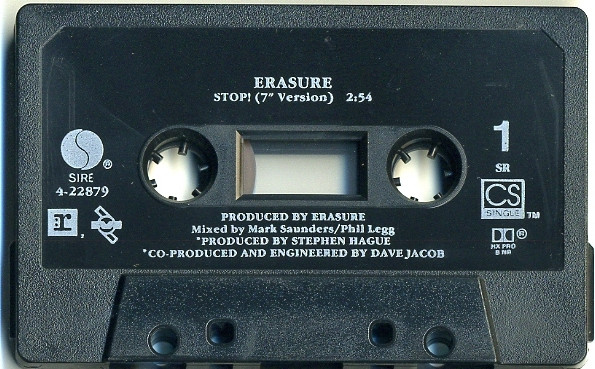 ERASURE
STOP! (7" Version) 2:54
1
SR
SIRE ®
4-22879
CS
SINGLE TM
PRODUCED BY ERASURE
Mixed by Mark Saunders/Phil Legg
*PRODUCED BY STEPHEN HAGUE
*CO-PRODUCED AND ENGINEERED BY DAVE JACOB
r
®
HX PRO
B NR